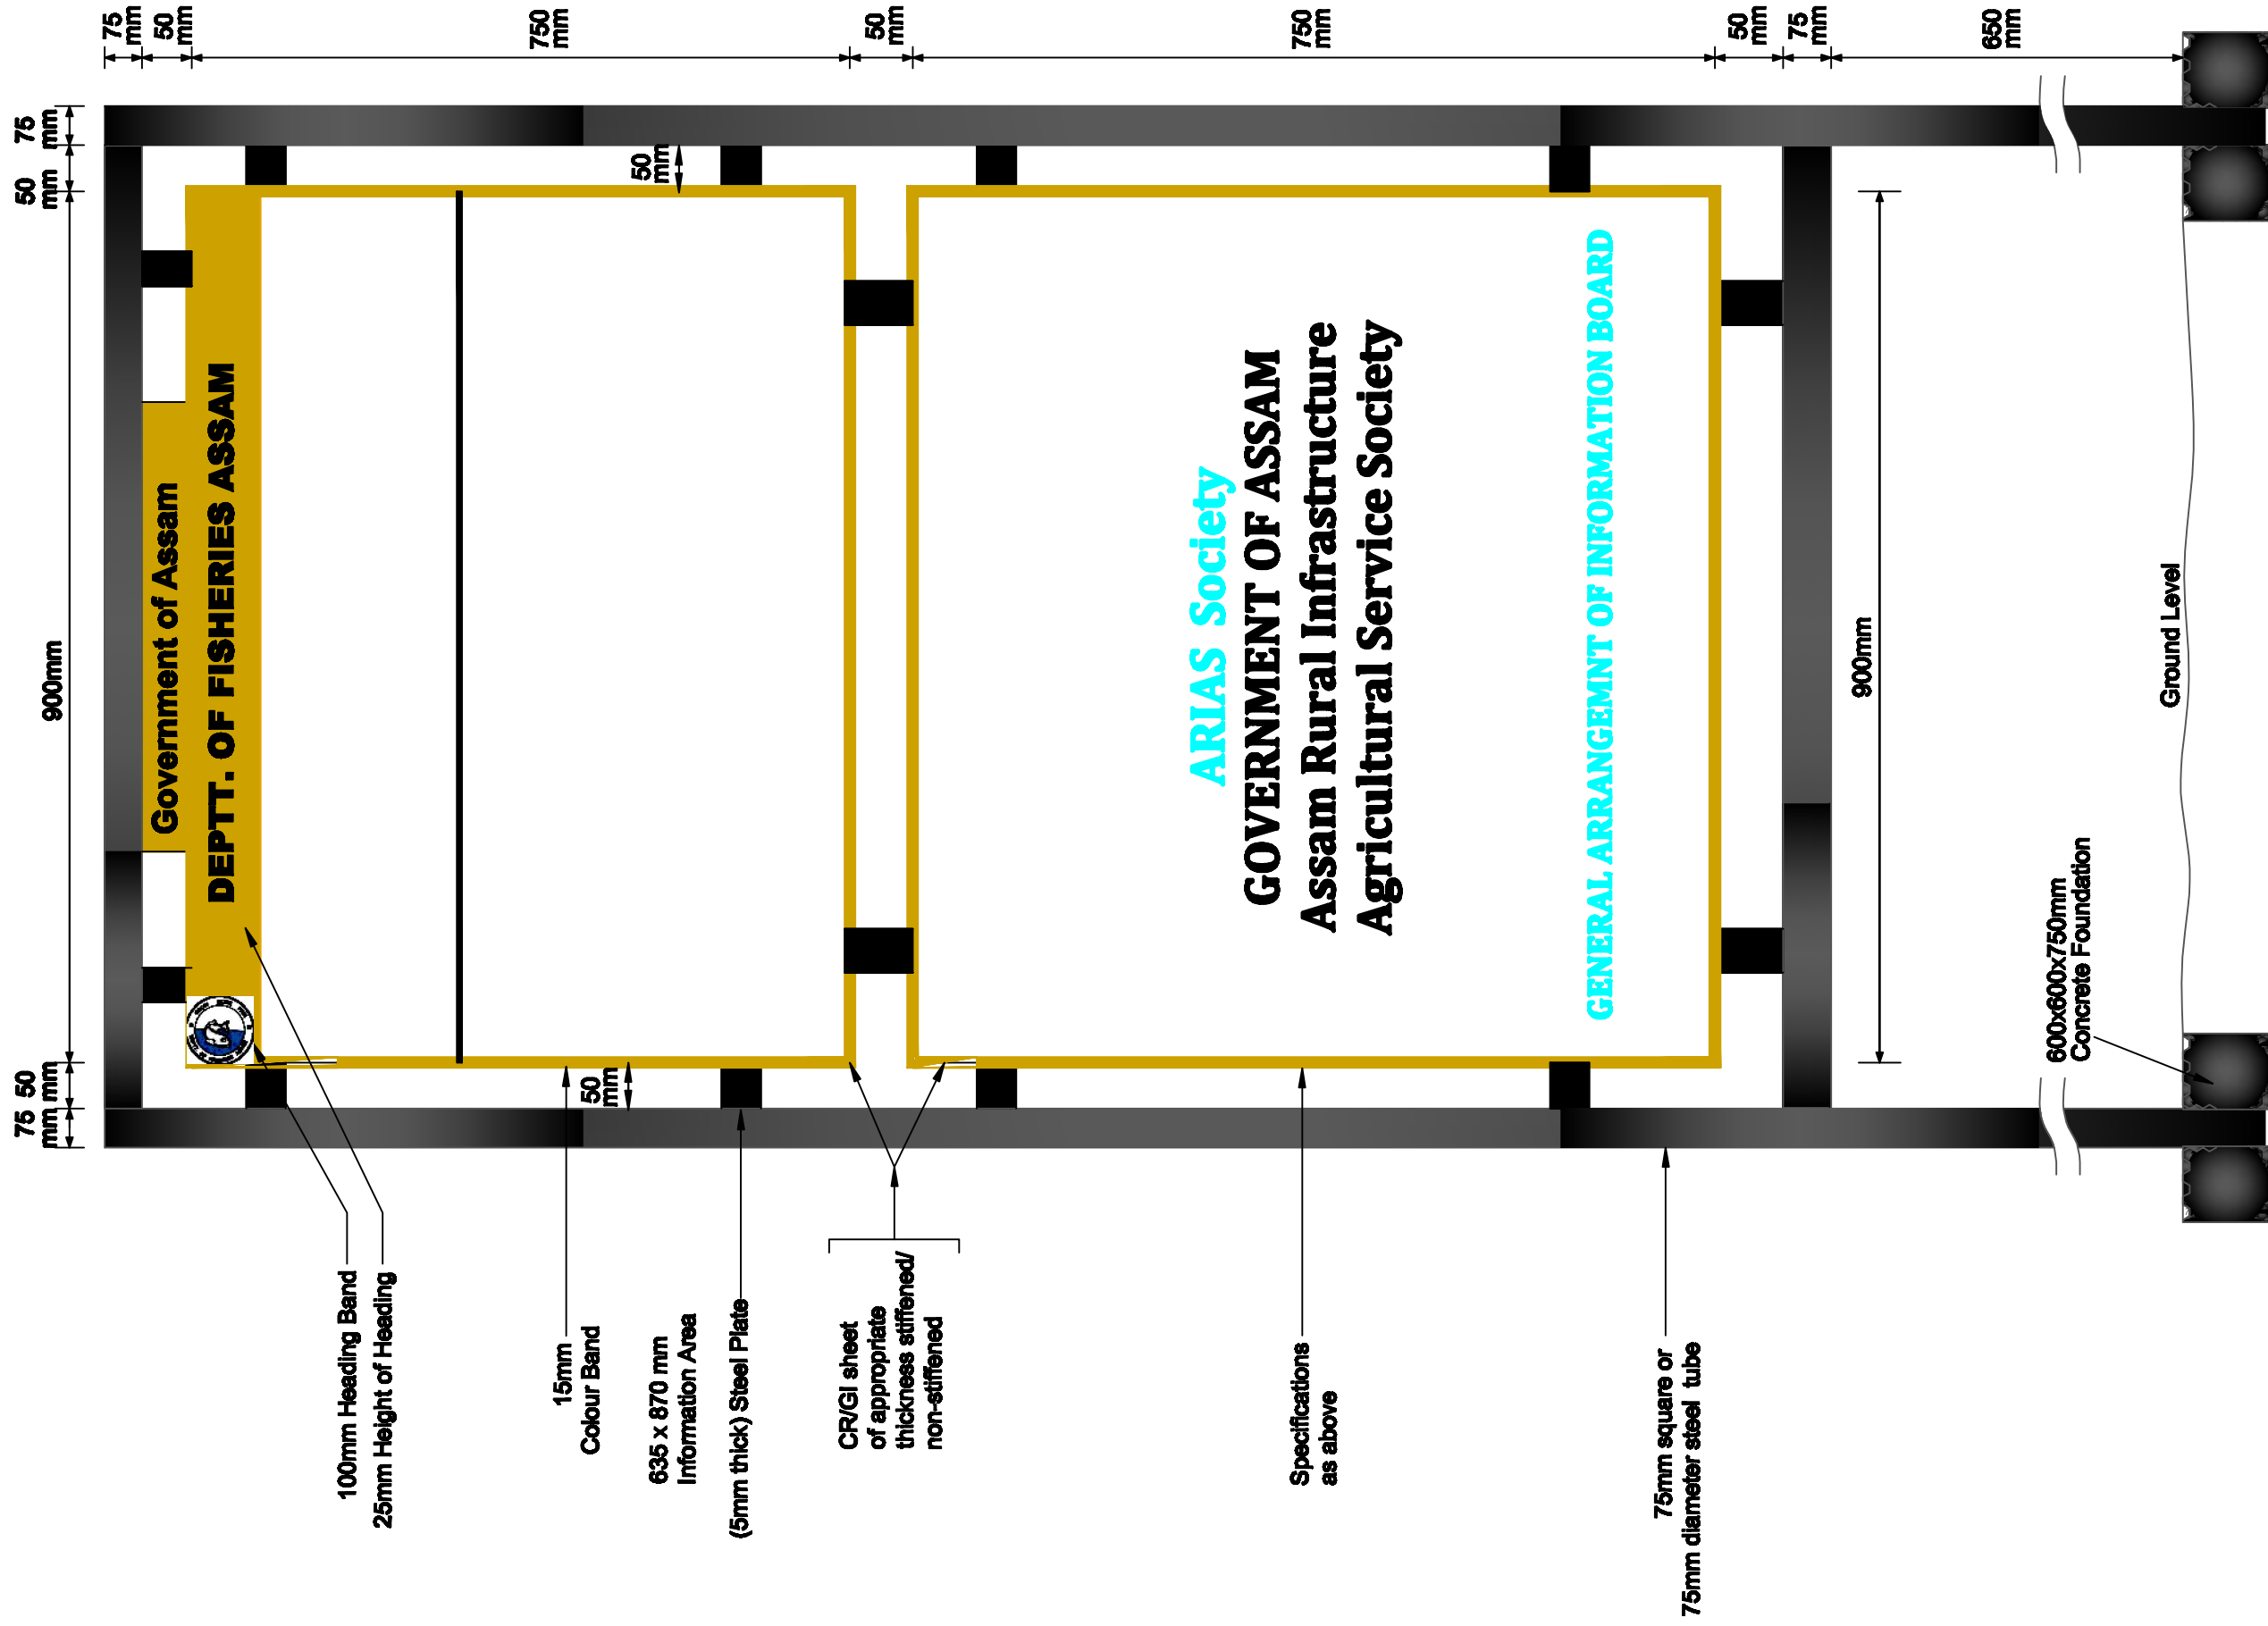 75
mm
50
mm
750
mm
50
mm
750
mm
50
mm
75
mm
650
mm
75
mm
50
mm
900mm
50
mm
75
mm
50
mm
50
mm
Government of Assam
DEPTT. OF FISHERIES ASSAM
ARIAS Society
GOVERNMENT OF ASSAM
Assam Rural Infrastructure
Agricultural Service Society
GENERAL ARRANGEMNT OF INFORMATION BOARD
900mm
Ground Level
600x600x750mm
Concrete Foundation
100mm Heading Band
25mm Height of Heading
15mm
Colour Band
635 x 870 mm
Information Area
(5mm thick) Steel Plate
CR/GI sheet
of appropriate
thickness stiffened/
non-stiffened
Specifications
as above
75mm square or
75mm diameter steel tube